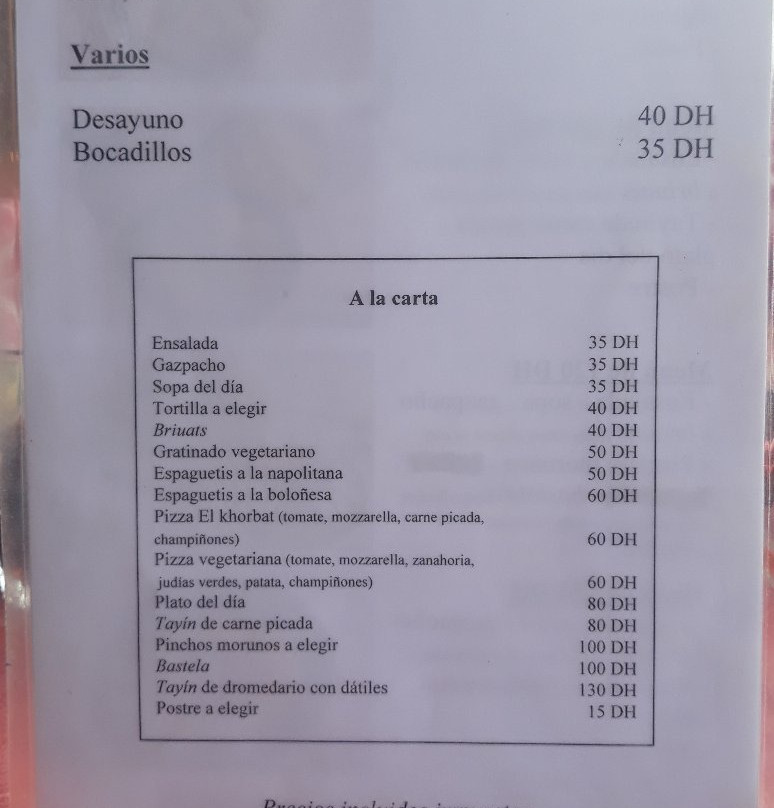 Varios
Desayuno 40 DH
Bocadillos 35 DH
A la carta
Ensalada 35 DH
Gazpacho 35 DH
Sopa del día 35 DH
Tortilla a elegir 40 DH
Briuats 40 DH
Gratinado vegetariano 50 DH
Espaguetis a la napolitana 50 DH
Espaguetis a la boloñesa 60 DH
Pizza El khorbat (tomate, mozzarella, carne picada,
champiñones) 60 DH
Pizza vegetariana (tomate, mozzarella, zanahoria,
judías verdes, patata, champiñones) 60 DH
Plato del día 80 DH
Tayín de carne picada 80 DH
Pinchos morunos a elegir 100 DH
Bastela 100 DH
Tayín de dromedario con dátiles 130 DH
Postre a elegir 15 DH
Precios